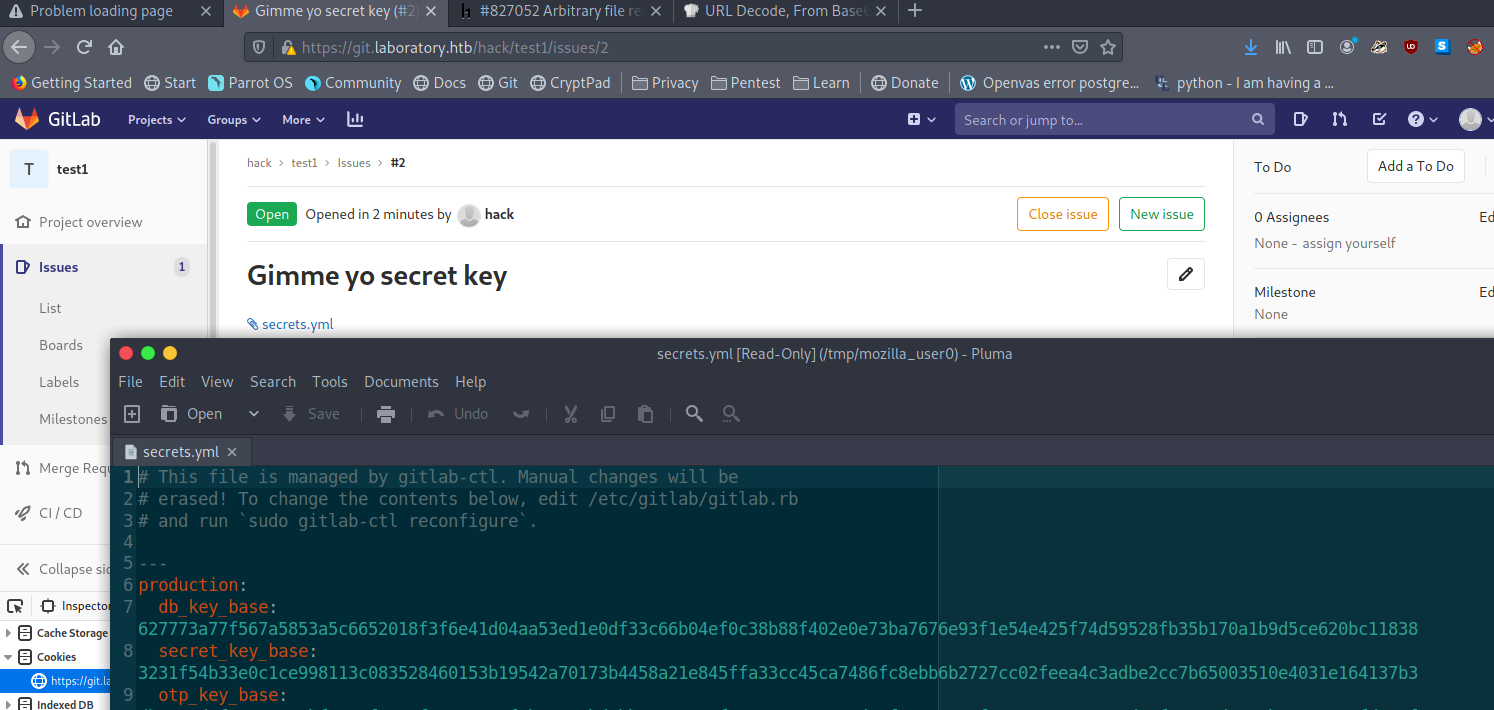 Problem loading page
Gimme yo secret key (#2
#827052 Arbitrary file re
URL Decode, From Base6
https://git.laboratory.htb/hack/test1/issues/2
Getting Started Start Parrot OS Community Docs Git CryptPad Privacy Pentest Learn Donate Openvas error postgre... python - I am having a ...
GitLab Projects Groups More Search or jump to...
T test1
hack › test1 › Issues › #2
To Do Add a To Do
Project overview
Open Opened in 2 minutes by hack Close issue New issue
0 Assignees Ed
None - assign yourself
Issues 1
Gimme yo secret key
Milestone Ed
None
List
secrets.yml
Boards
Labels
Milestones
Merge Requ
CI / CD
Collapse sid
Inspector
Cache Storage
Cookies
https://git.la
Indexed DB
secrets.yml [Read-Only] (/tmp/mozilla_user0) - Pluma
File Edit View Search Tools Documents Help
Open Save Undo
secrets.yml
1 # This file is managed by gitlab-ctl. Manual changes will be
2 # erased! To change the contents below, edit /etc/gitlab/gitlab.rb
3 # and run `sudo gitlab-ctl reconfigure`.
4
5 ---
6 production:
7 db_key_base:
627773a77f567a5853a5c6652018f3f6e41d04aa53ed1e0df33c66b04ef0c38b88f402e0e73ba7676e93f1e54e425f74d59528fb35b170a1b9d5ce620bc11838
8 secret_key_base:
3231f54b33e0c1ce998113c083528460153b19542a70173b4458a21e845ffa33cc45ca7486fc8ebb6b2727cc02feea4c3adbe2cc7b65003510e4031e164137b3
9 otp_key_base: